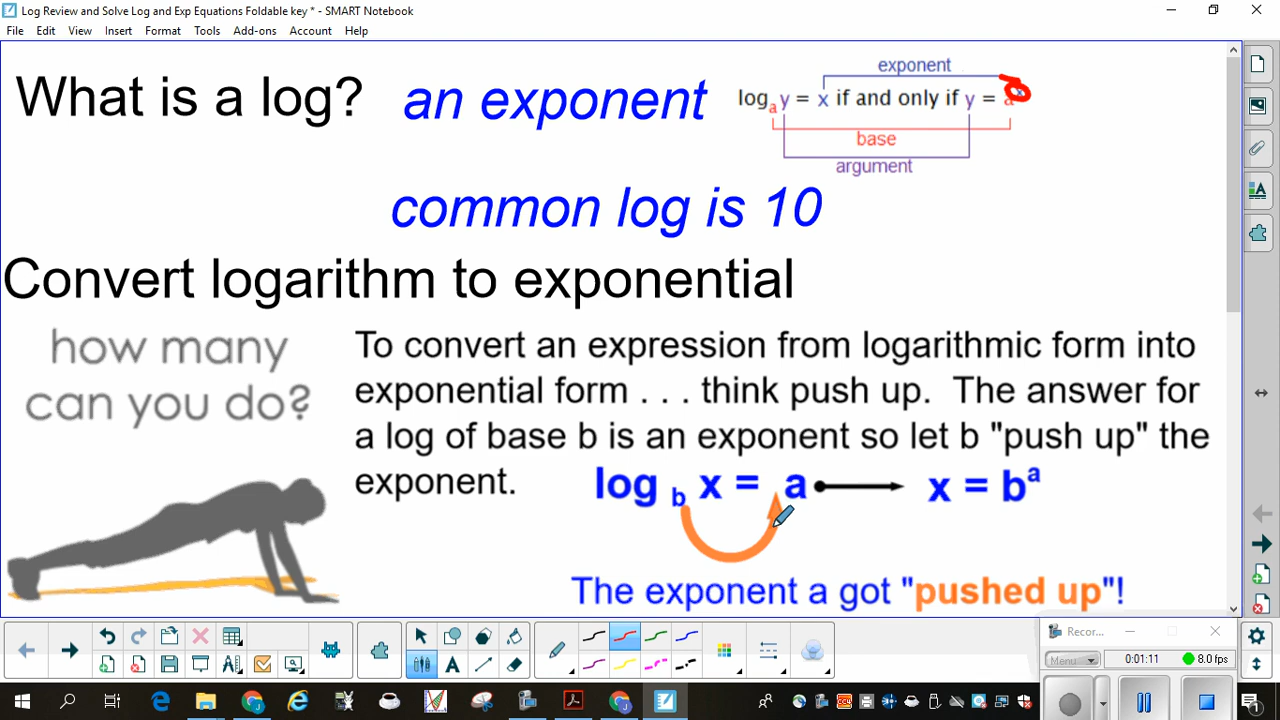 Log Review and Solve Log and Exp Equations Foldable key * - SMART Notebook
File Edit View Insert Format Tools Add-ons Account Help
What is a log? an exponent
exponent
logₐ y = x if and only if y = a
base
argument
common log is 10
Convert logarithm to exponential
how many
can you do?
To convert an expression from logarithmic form into
exponential form . . . think push up. The answer for
a log of base b is an exponent so let b "push up" the
exponent. log b x = a x = bᵃ
The exponent a got "pushed up"!
Recor...
Menu 0:01:11 8.0 fps